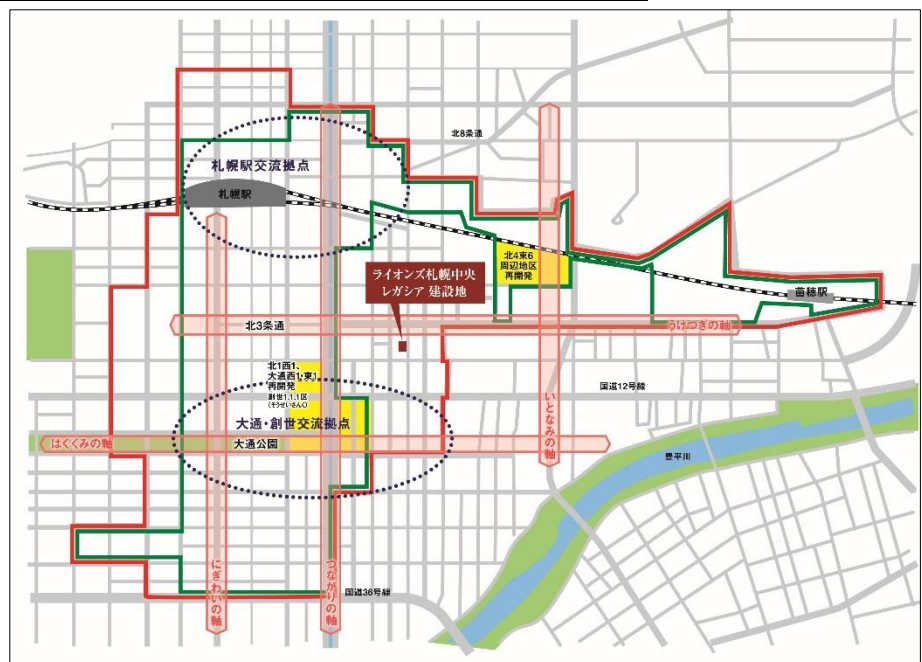 北8条通
札幌駅交流拠点
札幌駅
北4東6
周辺地区
再開発
ライオンズ札幌中央
レガシア 建設地
苗穂駅
北3条通
うけつぎの軸
北1西1、
大通西1・東1
再開発
創世1.1.1区
(そうせいさんく)
国道12号線
大通・創世交流拠点
いとなみの軸
はぐくみの軸
大通公園
豊平川
にぎわいの軸
つながりの軸
国道36号線